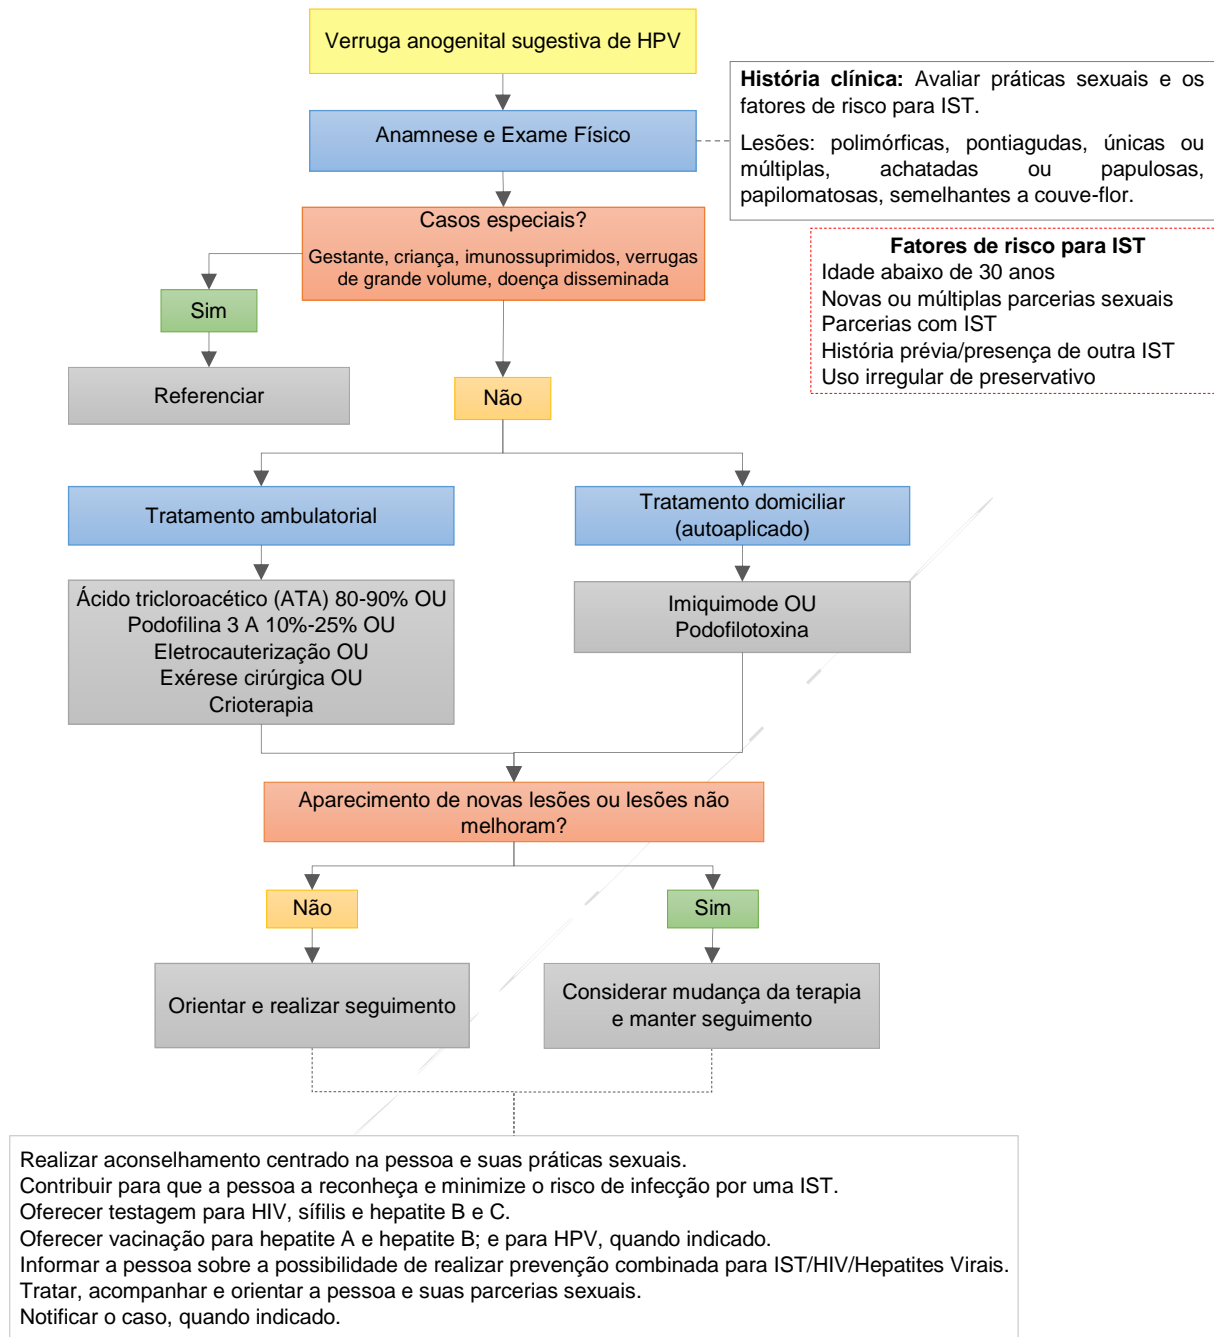 Verruga anogenital sugestiva de HPV
Anamnese e Exame Físico
História clínica: Avaliar práticas sexuais e os
fatores de risco para IST.
Lesões: polimórficas, pontiagudas, únicas ou
múltiplas, achatadas ou papulosas,
papilomatosas, semelhantes a couve-flor.
Casos especiais?
Gestante, criança, imunossuprimidos, verrugas
de grande volume, doença disseminada
Fatores de risco para IST
Idade abaixo de 30 anos
Novas ou múltiplas parcerias sexuais
Parcerias com IST
História prévia/presença de outra IST
Uso irregular de preservativo
Sim
Referenciar
Não
Tratamento ambulatorial
Tratamento domiciliar
(autoaplicado)
Ácido tricloroacético (ATA) 80-90% OU
Podofilina 3 A 10%-25% OU
Eletrocauterização OU
Exérese cirúrgica OU
Crioterapia
Imiquimode OU
Podofilotoxina
Aparecimento de novas lesões ou lesões não
melhoram?
Não
Sim
Orientar e realizar seguimento
Considerar mudança da terapia
e manter seguimento
Realizar aconselhamento centrado na pessoa e suas práticas sexuais.
Contribuir para que a pessoa a reconheça e minimize o risco de infecção por uma IST.
Oferecer testagem para HIV, sífilis e hepatite B e C.
Oferecer vacinação para hepatite A e hepatite B; e para HPV, quando indicado.
Informar a pessoa sobre a possibilidade de realizar prevenção combinada para IST/HIV/Hepatites Virais.
Tratar, acompanhar e orientar a pessoa e suas parcerias sexuais.
Notificar o caso, quando indicado.